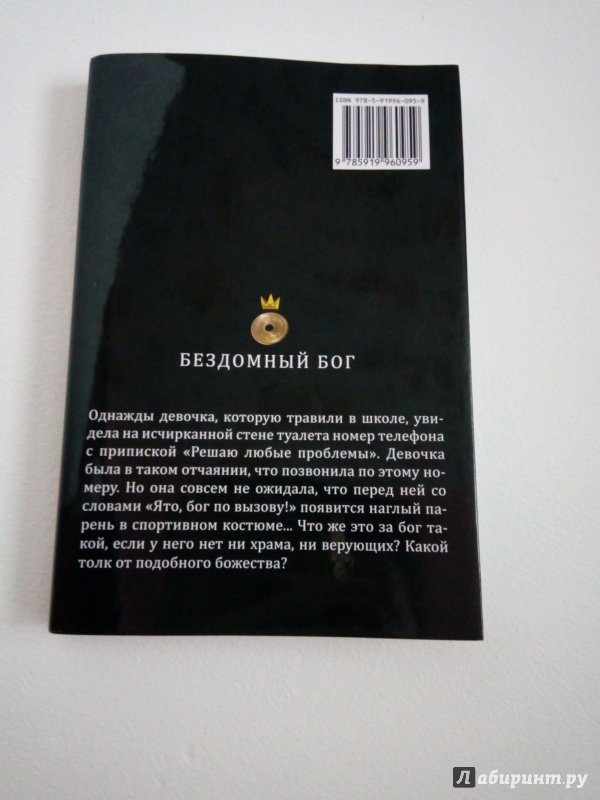 ISBN 978-5-91996-095-9
9 785919 960959
БЕЗДОМНЫЙ БОГ
Однажды девочка, которую травили в школе, уви-
дела на исчирканной стене туалета номер телефона
с припиской «Решаю любые проблемы». Девочка
была в таком отчаянии, что позвонила по этому но-
меру. Но она совсем не ожидала, что перед ней со
словами «Ято, бог по вызову!» появится наглый па-
рень в спортивном костюме... Что же это за бог та-
кой, если у него нет ни храма, ни верующих? Какой
толк от подобного божества?
Лабиринт.ру